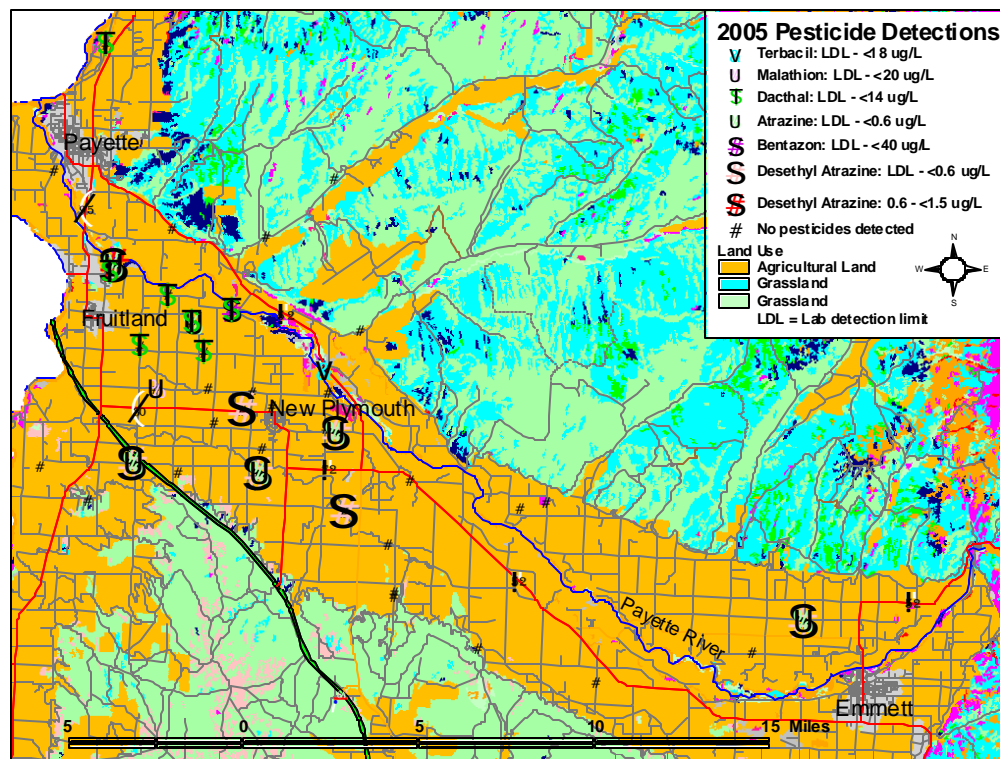 2005 Pesticide Detections
V Terbacil: LDL - <18 ug/L
U Malathion: LDL - <20 ug/L
T Dacthal: LDL - <14 ug/L
U Atrazine: LDL - <0.6 ug/L
S Bentazon: LDL - <40 ug/L
S Desethyl Atrazine: LDL - <0.6 ug/L
S Desethyl Atrazine: 0.6 - <1.5 ug/L
# No pesticides detected
Land Use
Agricultural Land
Grassland
Grassland
LDL = Lab detection limit
N
W E
S
Payette
Fruitland
New Plymouth
Payette River
Emmett
5 0 5 10 15 Miles